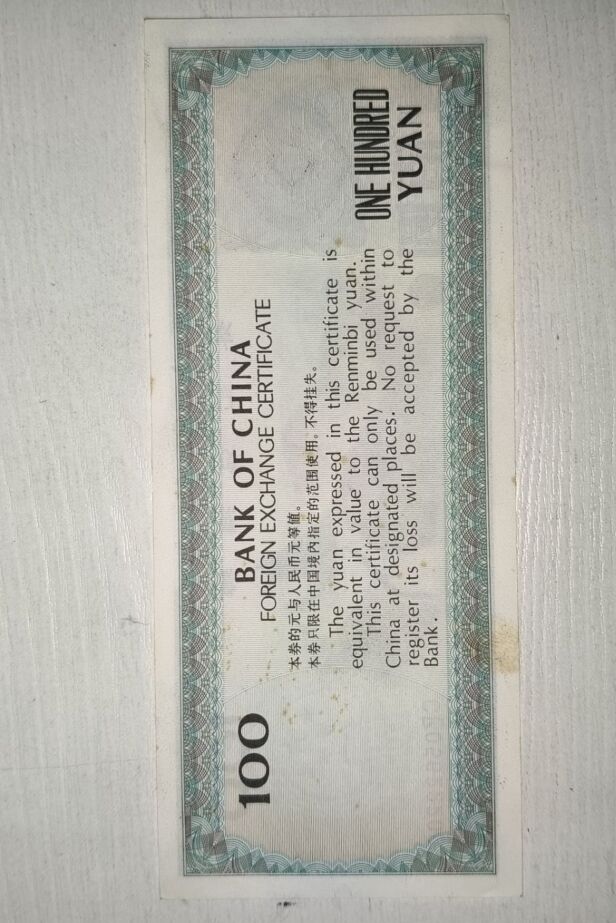 BANK OF CHINA
FOREIGN EXCHANGE CERTIFICATE
100
本券的元与人民币元等值。
本券只限在中国境内指定的范围使用。不得挂失。
The yuan expressed in this certificate is
equivalent in value to the Renminbi yuan.
This certificate can only be used within
China at designated places. No request to
register its loss will be accepted by the
Bank.
ONE HUNDRED
YUAN